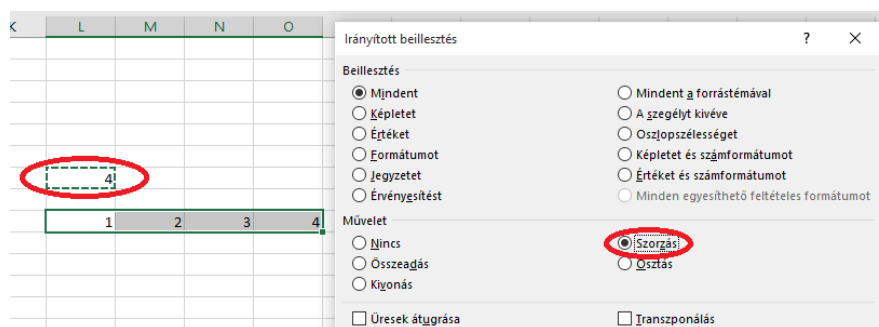 K L M N O
Irányított beillesztés ? ×
Beillesztés
Mindent Mindent a forrástémával
Képletet A szegélyt kivéve
Értéket Oszlopszélességet
Formátumot Képletet és számformátumot
Jegyzetet Értéket és számformátumot
Érvényesítést Minden egyesíthető feltételes formátumot
4
1 2 3 4
Művelet
Nincs Szorzás
Összeadás Osztás
Kivonás
Üresek átugrása Transzponálás